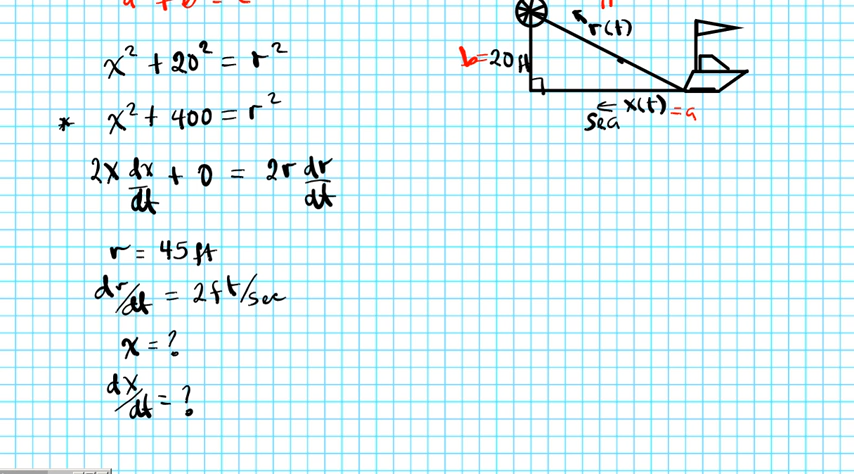 x² + 20² = r²
* x² + 400 = r²
2x dx/dt + 0 = 2r dr/dt
r = 45 ft
dr/dt = 2 ft/sec
x = ?
dx/dt = ?
r(t)
b = 20 ft
← x(t) = a
Sea